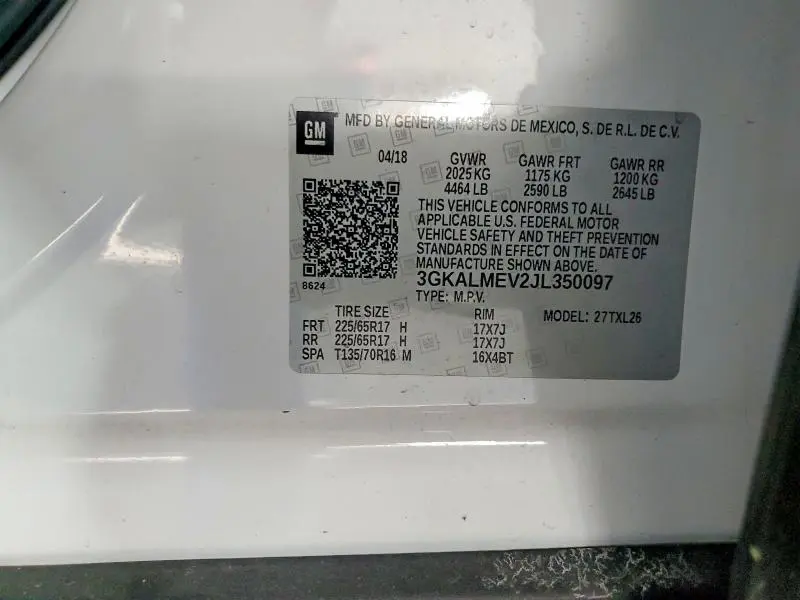 GM
MFD BY GENERAL MOTORS DE MEXICO, S. DE R.L. DE C.V.
04/18 GVWR GAWR FRT GAWR RR
2025 KG 1175 KG 1200 KG
4464 LB 2590 LB 2645 LB
THIS VEHICLE CONFORMS TO ALL
APPLICABLE U.S. FEDERAL MOTOR
VEHICLE SAFETY AND THEFT PREVENTION
STANDARDS IN EFFECT ON THE DATE OF
MANUFACTURE SHOWN ABOVE.
8624
3GKALMEV2JL350097
TYPE: M.P.V.
TIRE SIZE RIM MODEL: 27TXL26
FRT 225/65R17 H 17X7J
RR 225/65R17 H 17X7J
SPA T135/70R16 M 16X4BT